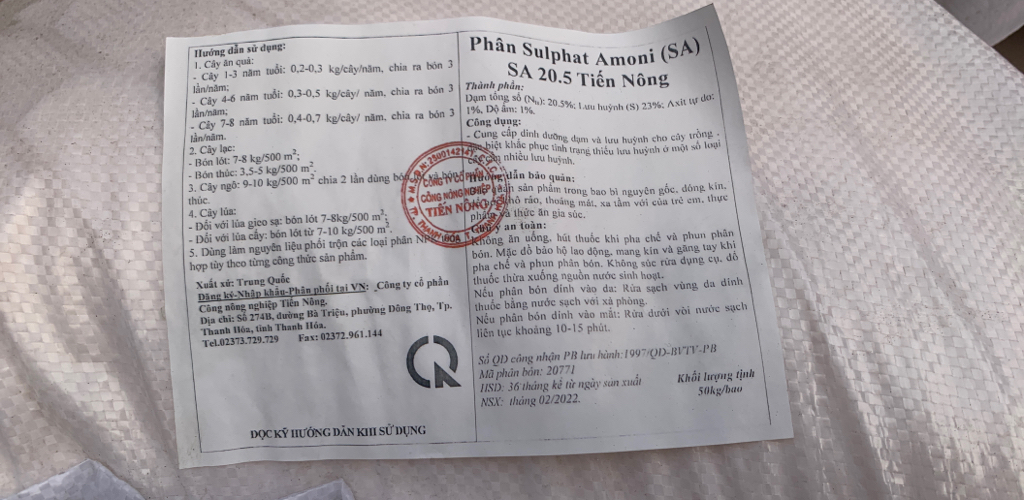 Hướng dẫn sử dụng:
1. Cây ăn quả:
- Cây 1-3 năm tuổi: 0,2-0,3 kg/cây/năm, chia ra bón 3
lần/năm;
- Cây 4-6 năm tuổi: 0,3-0,5 kg/cây/ năm, chia ra bón 3
lần/năm;
- Cây 7-8 năm tuổi: 0,4-0,7 kg/cây/ năm, chia ra bón 3
lần/năm.
2. Cây lạc:
- Bón lót: 7-8 kg/500 m²;
- Bón thúc: 3,5-5 kg/500 m².
3. Cây ngô: 9-10 kg/500 m² chia 2 lần dùng bón và bón
thúc.
4. Cây lúa:
- Đối với lúa gieo sạ: bón lót 7-8kg/500 m²;
- Đối với lúa cấy: bón lót từ 7-10 kg/500 m².
5. Dùng làm nguyên liệu phối trộn các loại phân
hợp tùy theo từng công thức sản phẩm.
Xuất xứ: Trung Quốc
Đăng ký-Nhập khẩu-Phân phối tại VN: Công ty cổ phần
Công nông nghiệp Tiến Nông.
Địa chỉ: Số 274B, đường Bà Triệu, phường Đông Thọ, Tp.
Thanh Hóa, tỉnh Thanh Hóa.
Tel.02373.729.729 Fax: 02372.961.144
ĐỌC KỸ HƯỚNG DẪN KHI SỬ DỤNG
Phân Sulphat Amoni (SA)
SA 20.5 Tiến Nông
Thành phần:
Đạm tổng số (Nts): 20.5%; Lưu huỳnh (S) 23%; Axit tự do:
1%, Độ ẩm: 1%.
Công dụng:
- Cung cấp dinh dưỡng đạm và lưu huỳnh cho cây trồng -
biệt khắc phục tình trạng thiếu lưu huỳnh ở một số loại
cây cần nhiều lưu huỳnh.
Hướng dẫn bảo quản:
sản phẩm trong bao bì nguyên gốc, đóng kín,
khô ráo, thoáng mát, xa tầm với của trẻ em, thực
phẩm và thức ăn gia súc.
Chú ý an toàn:
Không ăn uống, hút thuốc khi pha chế và phun phân
bón. Mặc đồ bảo hộ lao động, mang kín và găng tay khi
pha chế và phun phân bón. Không súc rửa dụng cụ, đổ
thuốc thừa xuống nguồn nước sinh hoạt.
Nếu phân bón dính vào da: Rửa sạch vùng da dính
thuốc bằng nước sạch với xà phòng.
Nếu phân bón dính vào mắt: Rửa dưới vòi nước sạch
liên tục khoảng 10-15 phút.
Số QĐ công nhận PB lưu hành:1997/QĐ-BVTV-PB
Mã phân bón: 20771
HSD: 36 tháng kể từ ngày sản xuất
NSX: tháng 02/2022.
Khối lượng tịnh
50kg/bao
CÔNG TY CỔ PHẦN
CÔNG NÔNG NGHIỆP
TIẾN NÔNG